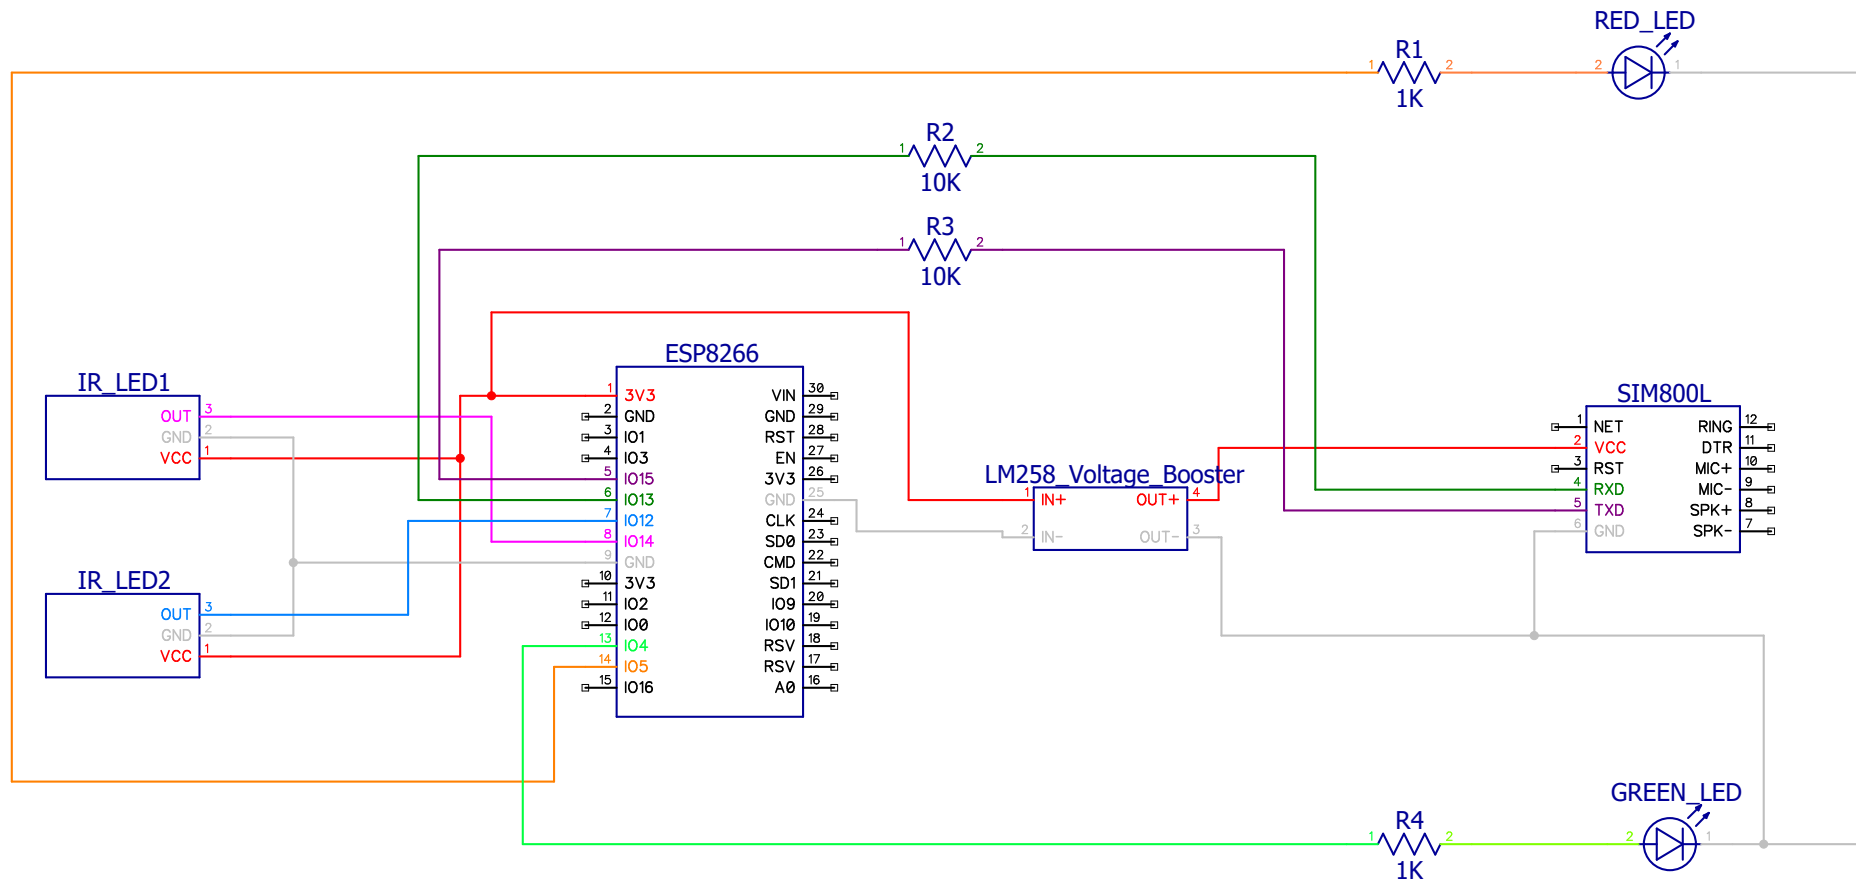 RED_LED
R1
1 2
1K
2 1
R2
1 2
10K
R3
1 2
10K
ESP8266
1 3V3
2 GND
3 IO1
4 IO3
5 IO15
6 IO13
7 IO12
8 IO14
9 GND
10 3V3
11 IO2
12 IO0
13 IO4
14 IO5
15 IO16
VIN 30
GND 29
RST 28
EN 27
3V3 26
GND 25
CLK 24
SD0 23
CMD 22
SD1 21
IO9 20
IO10 19
RSV 18
RSV 17
A0 16
IR_LED1
OUT 3
GND 2
VCC 1
IR_LED2
OUT 3
GND 2
VCC 1
LM258_Voltage_Booster
1 IN+ OUT+ 4
2 IN- OUT- 3
SIM800L
1 NET RING 12
2 VCC DTR 11
3 RST MIC+ 10
4 RXD MIC- 9
5 TXD SPK+ 8
6 GND SPK- 7
GREEN_LED
R4
1 2
1K
2 1